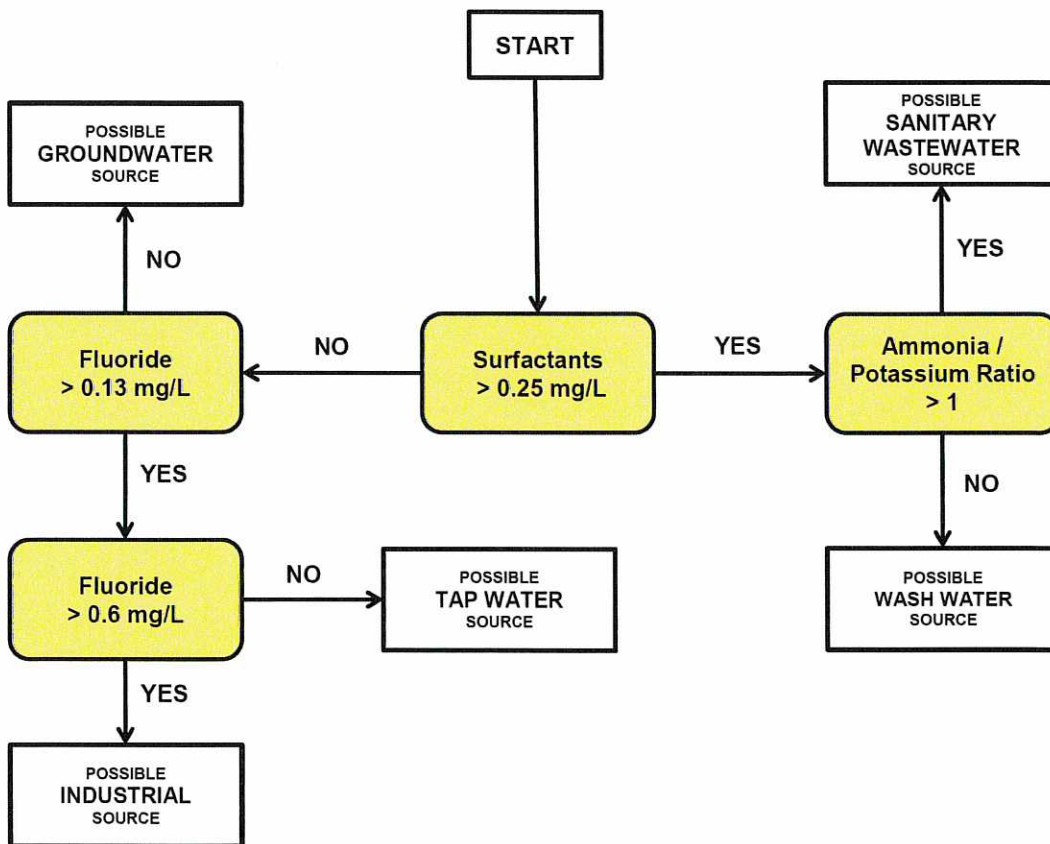 START
POSSIBLE
GROUNDWATER
SOURCE
POSSIBLE
SANITARY
WASTEWATER
SOURCE
NO
YES
Fluoride
> 0.13 mg/L
NO
Surfactants
> 0.25 mg/L
YES
Ammonia /
Potassium Ratio
> 1
YES
NO
Fluoride
> 0.6 mg/L
NO
POSSIBLE
TAP WATER
SOURCE
POSSIBLE
WASH WATER
SOURCE
YES
POSSIBLE
INDUSTRIAL
SOURCE